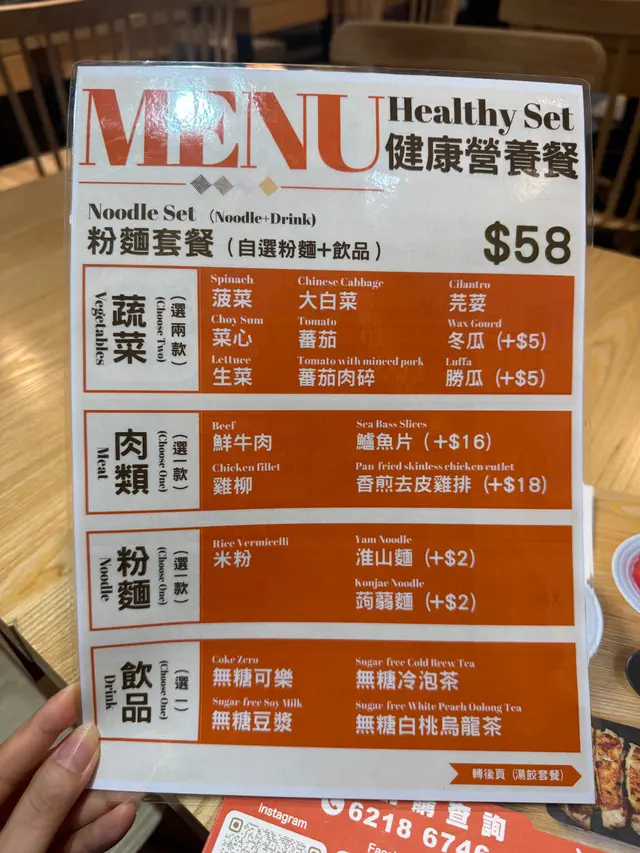 MENU
Healthy Set
健康營養餐
Noodle Set (Noodle+Drink)
粉麵套餐 (自選粉麵+飲品)
$58
蔬菜
Vegetables
(選兩款)
(Choose Two)
Spinach
菠菜
Chinese Cabbage
大白菜
Cilantro
芫荽
Choy Sum
菜心
Tomato
蕃茄
Wax Gourd
冬瓜 (+$5)
Lettuce
生菜
Tomato with minced pork
蕃茄肉碎
Luffa
勝瓜 (+$5)
肉類
Meat
(選一款)
(Choose One)
Beef
鮮牛肉
Sea Bass Slices
鱸魚片 (+$16)
Chicken fillet
雞柳
Pan-fried skinless chicken cutlet
香煎去皮雞排 (+$18)
粉麵
Noodle
(選一款)
(Choose One)
Rice Vermicelli
米粉
Yam Noodle
淮山麵 (+$2)
Konjac Noodle
蒟蒻麵 (+$2)
飲品
Drink
(選一)
(Choose One)
Coke Zero
無糖可樂
Sugar-free Cold Brew Tea
無糖冷泡茶
Sugar-free Soy Milk
無糖豆漿
Sugar-free White Peach Oolong Tea
無糖白桃烏龍茶
轉後頁 (湯餃套餐)
查詢
6218 6746
Instagram